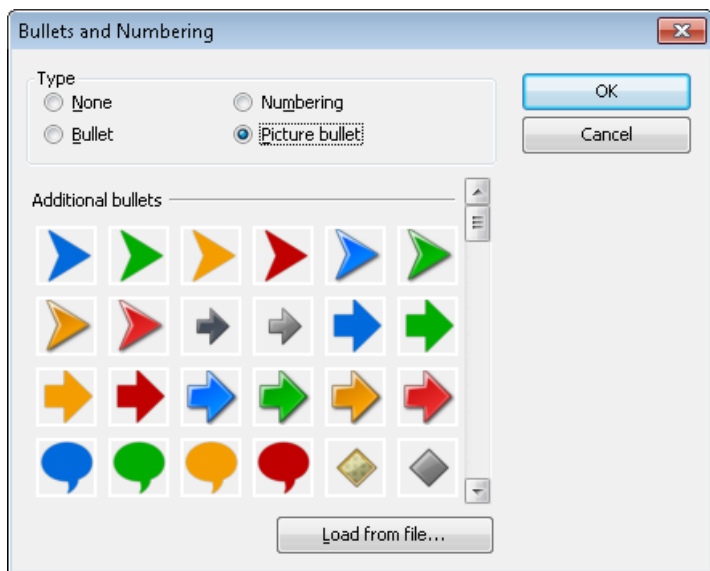 Bullets and Numbering
Type
None
Numbering
OK
Bullet
Picture bullet
Cancel
Additional bullets
Load from file...